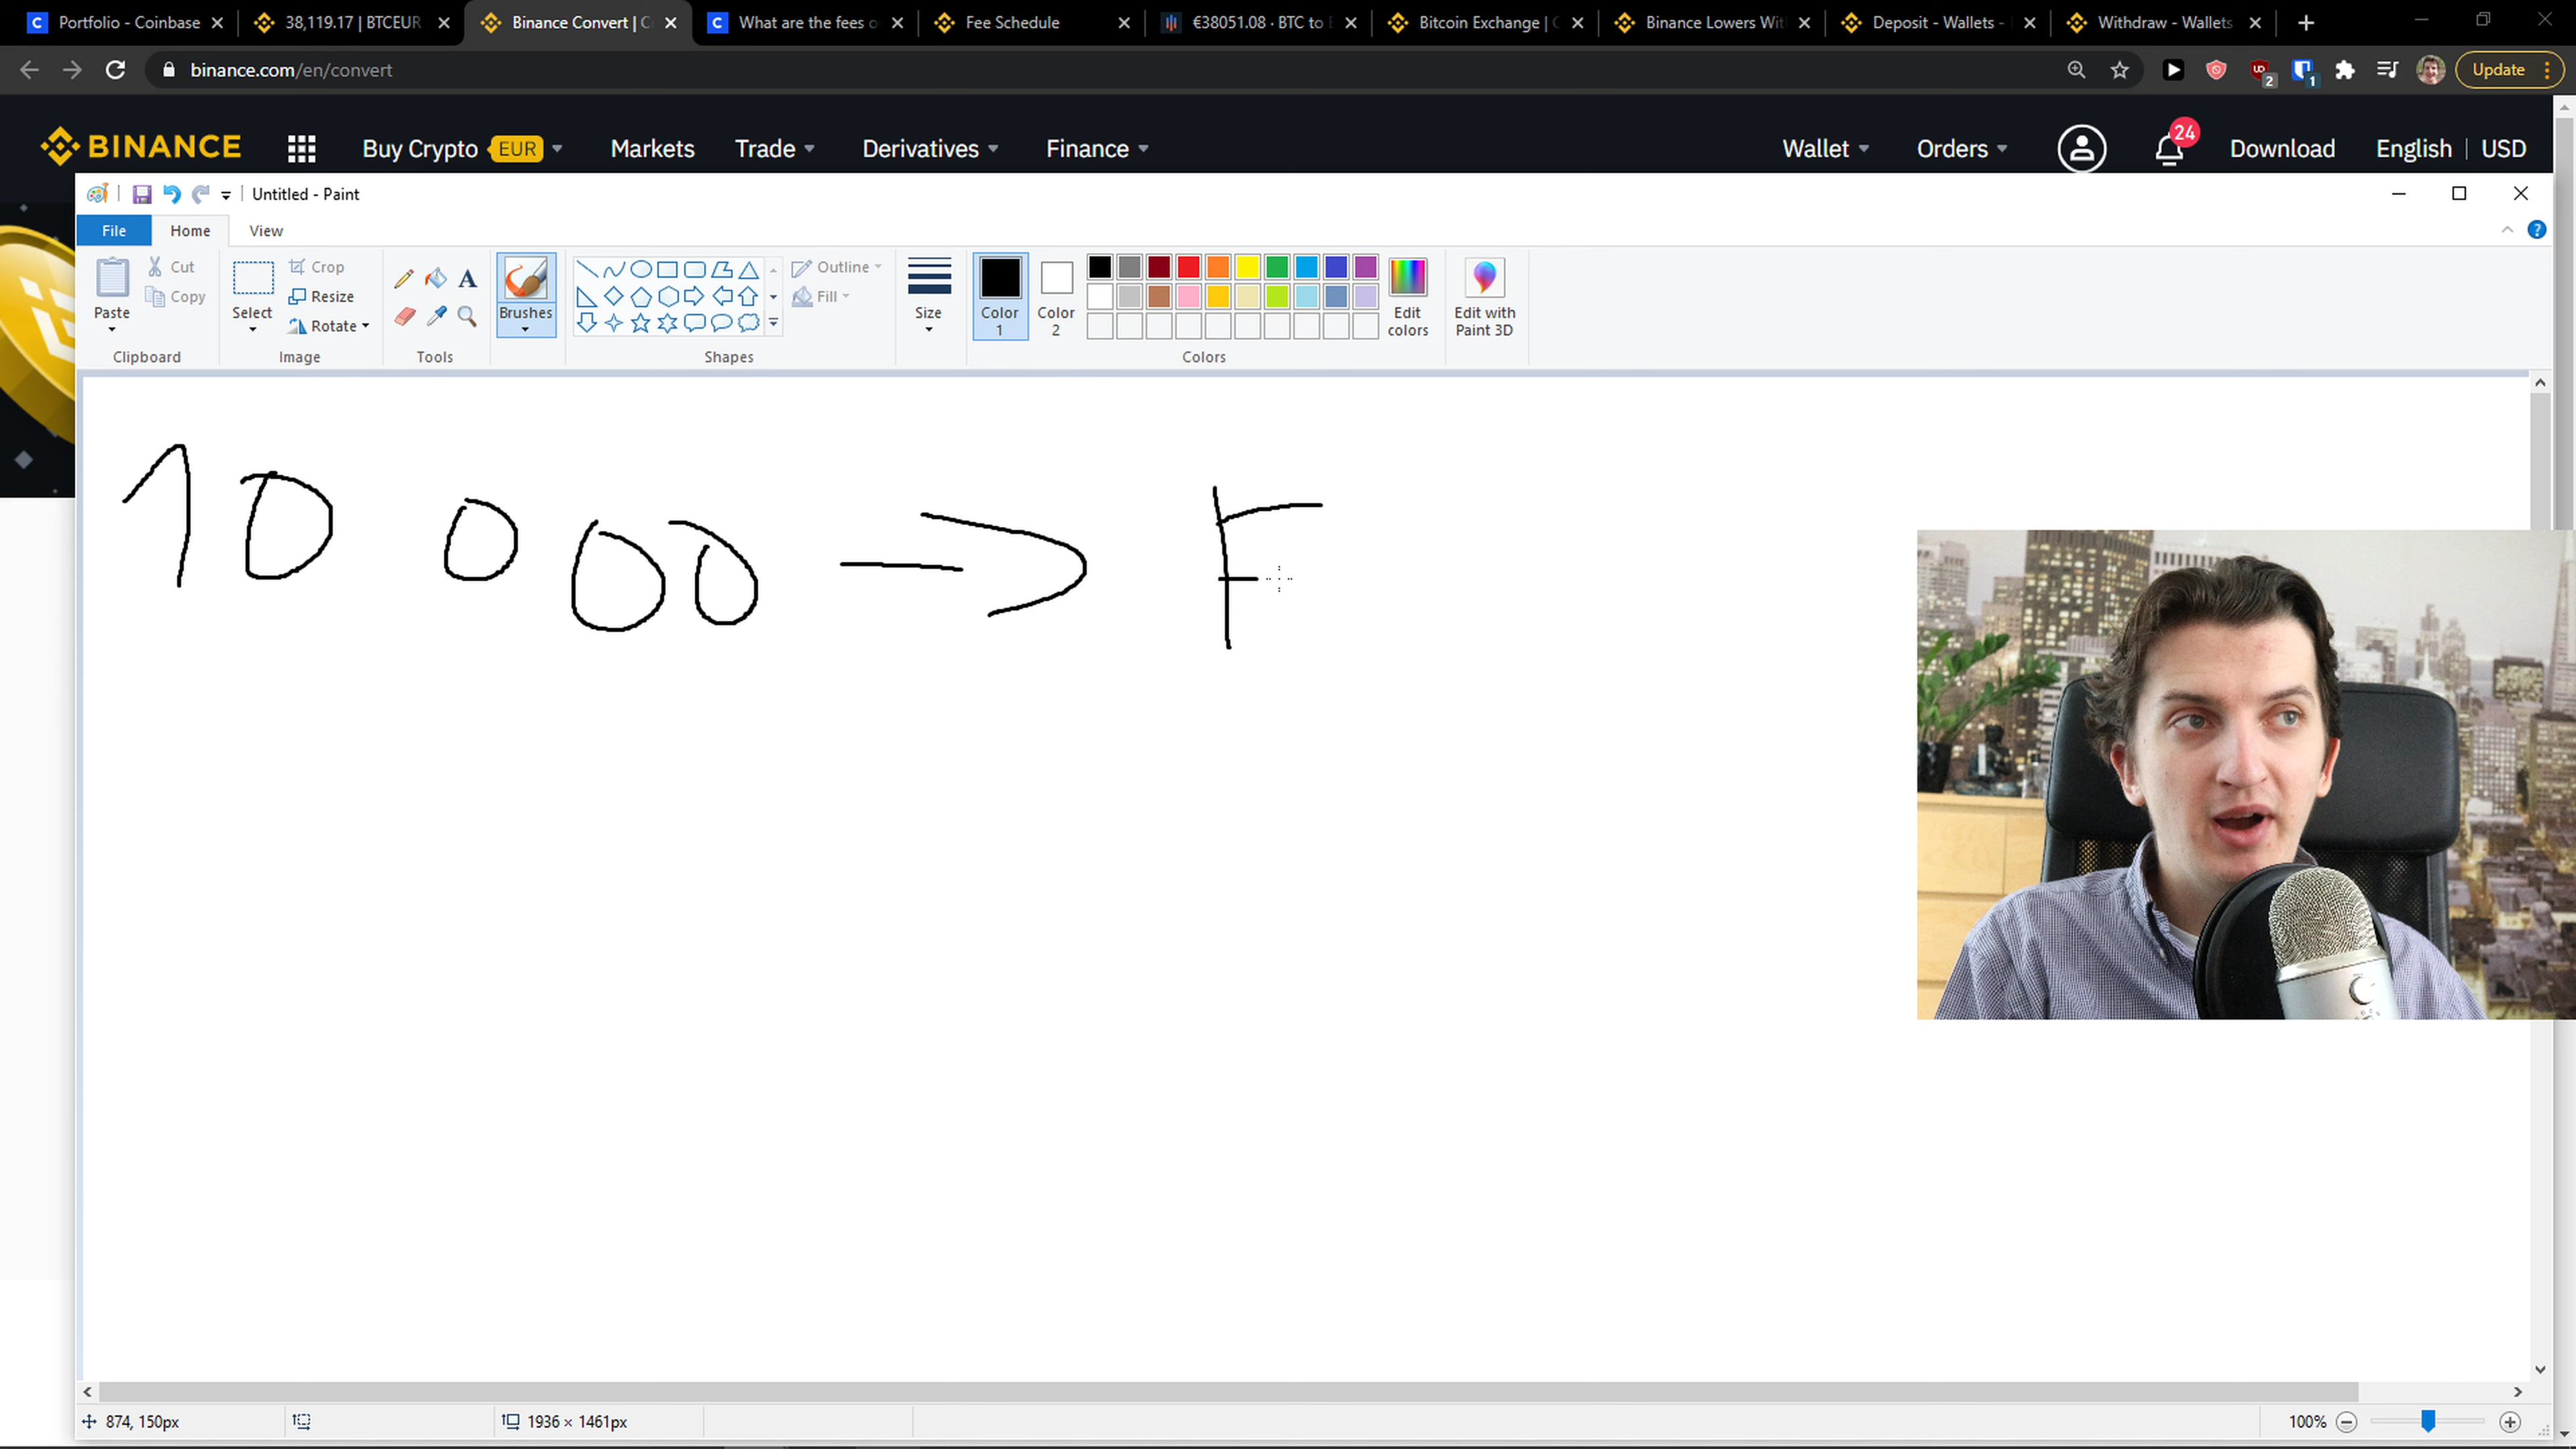 Portfolio - Coinbase 38,119.17 | BTCEUR Binance Convert | C What are the fees o Fee Schedule €38051.08 · BTC to E Bitcoin Exchange | C Binance Lowers Wit Deposit - Wallets - Withdraw - Wallets
binance.com/en/convert 2 1 Update
BINANCE Buy Crypto EUR Markets Trade Derivatives Finance Wallet Orders 24 Download English | USD
Untitled - Paint
File Home View
Paste Cut Copy Select Crop Resize Rotate A Brushes Outline Fill Size Color 1 Color 2 Edit colors Edit with Paint 3D
Clipboard Image Tools Shapes Colors
10 000 → F
874, 150px 1936 × 1461px 100%